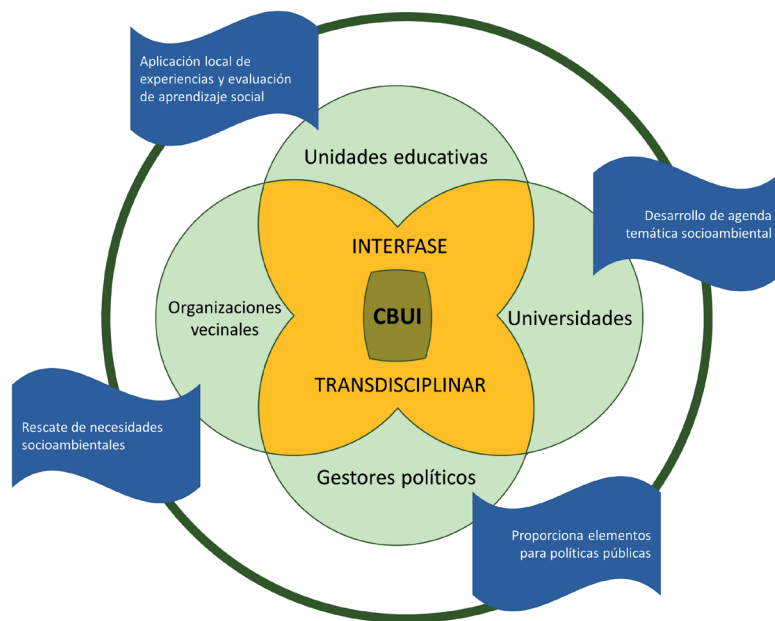 Aplicación local de
experiencias y evaluación
de aprendizaje social
Unidades educativas
Desarrollo de agenda
temática socioambiental
INTERFASE
Organizaciones
vecinales
CBUI
Universidades
TRANSDISCIPLINAR
Rescate de necesidades
socioambientales
Gestores políticos
Proporciona elementos
para políticas públicas